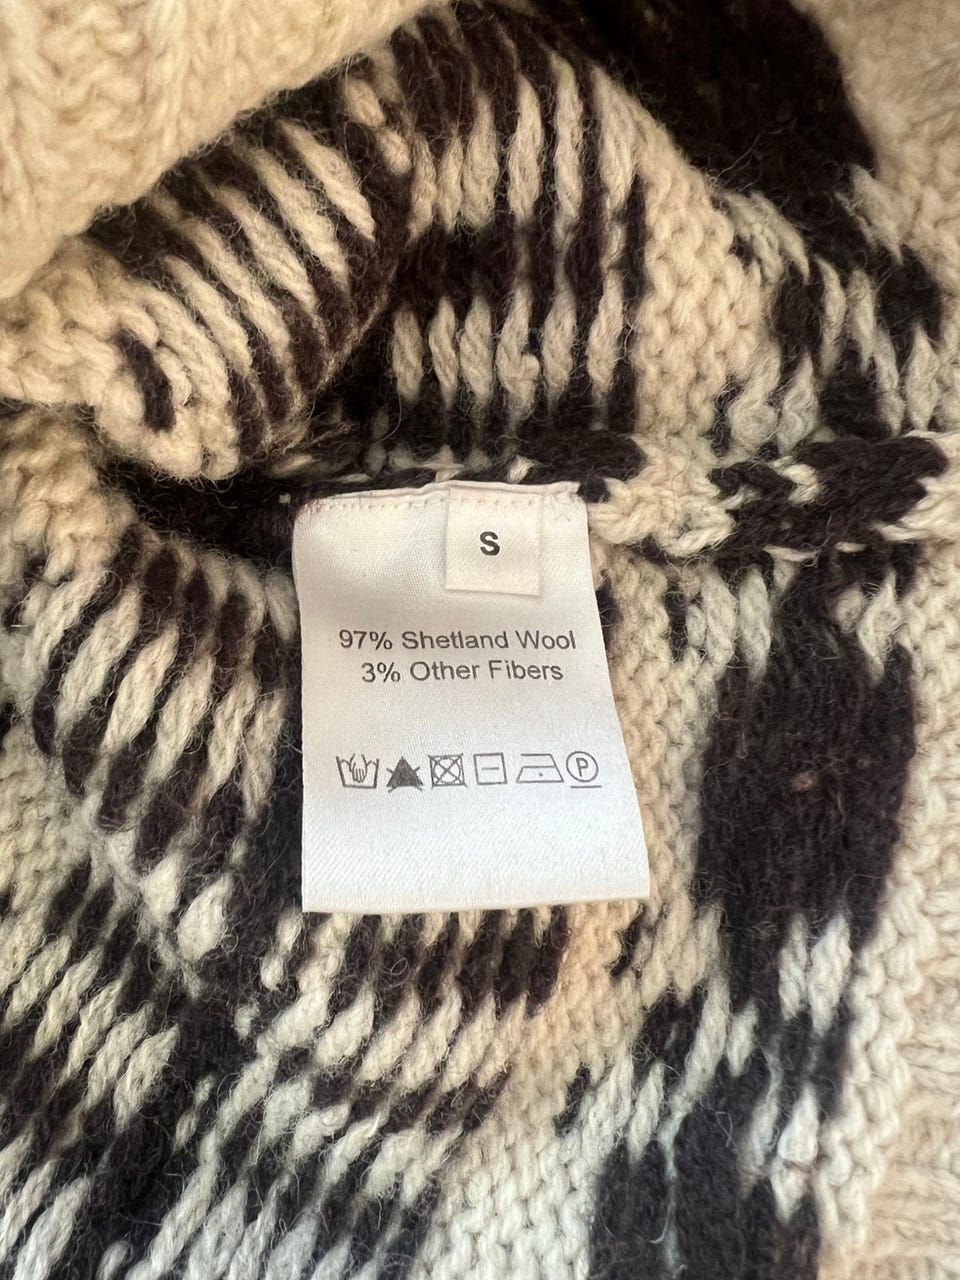 S
97% Shetland Wool
3% Other Fibers
P